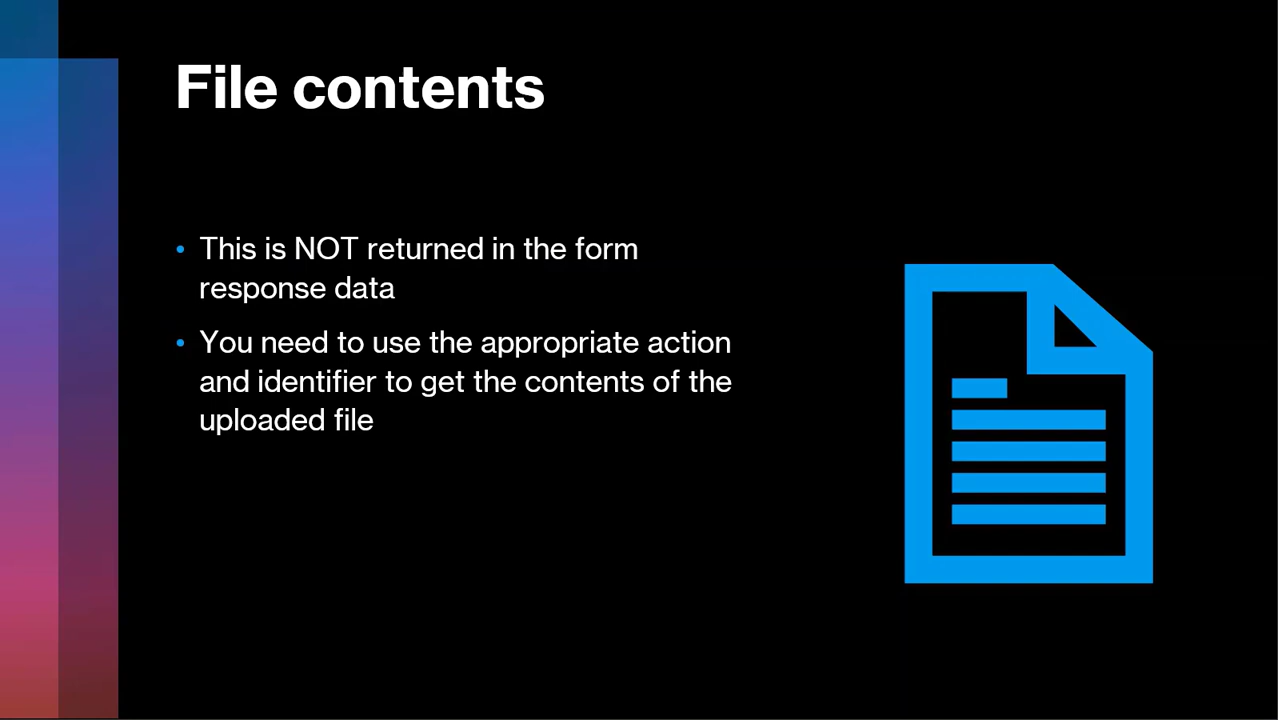 File contents
• This is NOT returned in the form
response data
• You need to use the appropriate action
and identifier to get the contents of the
uploaded file